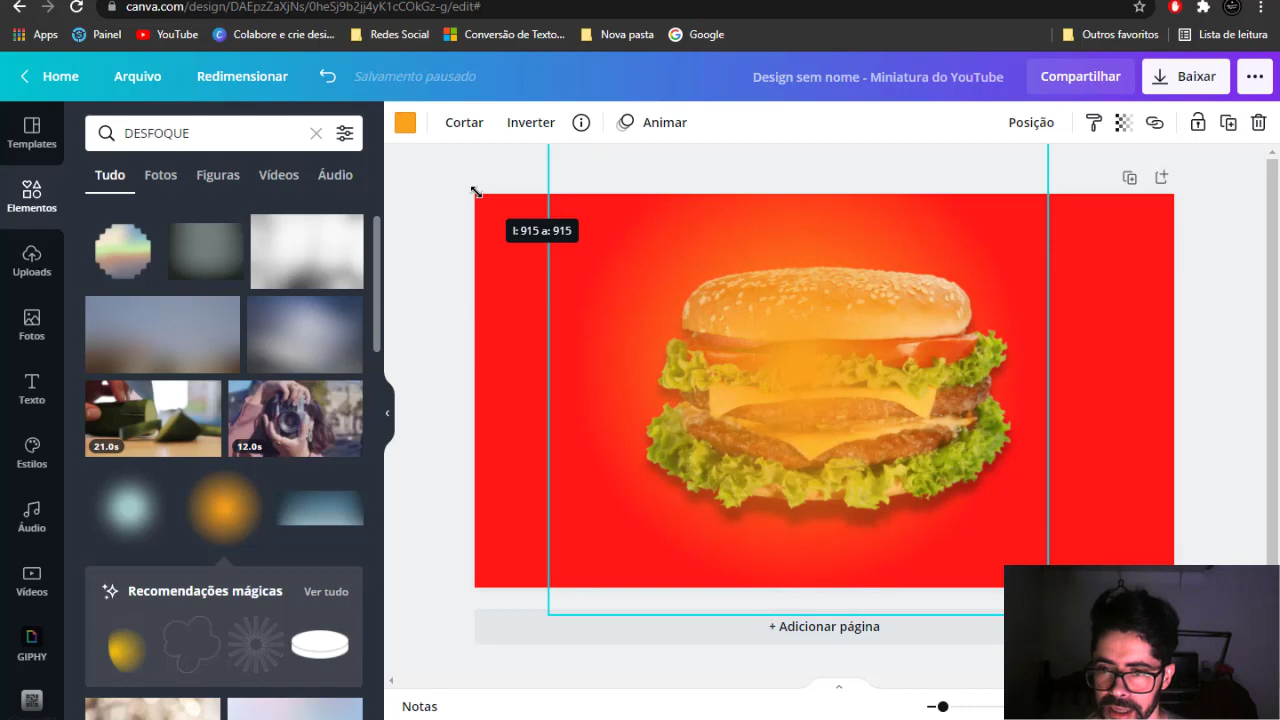 canva.com/design/DAEpzZaXjNs/0heSj9b2jj4yK1cCOkGz-g/edit#
Apps
Painel
YouTube
Colabore e crie desi...
Redes Social
Conversão de Texto...
Nova pasta
Google
Outros favoritos
Lista de leitura
Home
Arquivo
Redimensionar
Salvamento pausado
Design sem nome - Miniatura do YouTube
Compartilhar
Baixar
Templates
Elementos
Uploads
Fotos
Texto
Estilos
Áudio
Vídeos
GIPHY
DESFOQUE
Tudo
Fotos
Figuras
Vídeos
Áudio
21.0s
12.0s
Recomendações mágicas
Ver tudo
Cortar
Inverter
Animar
Posição
l: 915 a: 915
+ Adicionar página
Notas